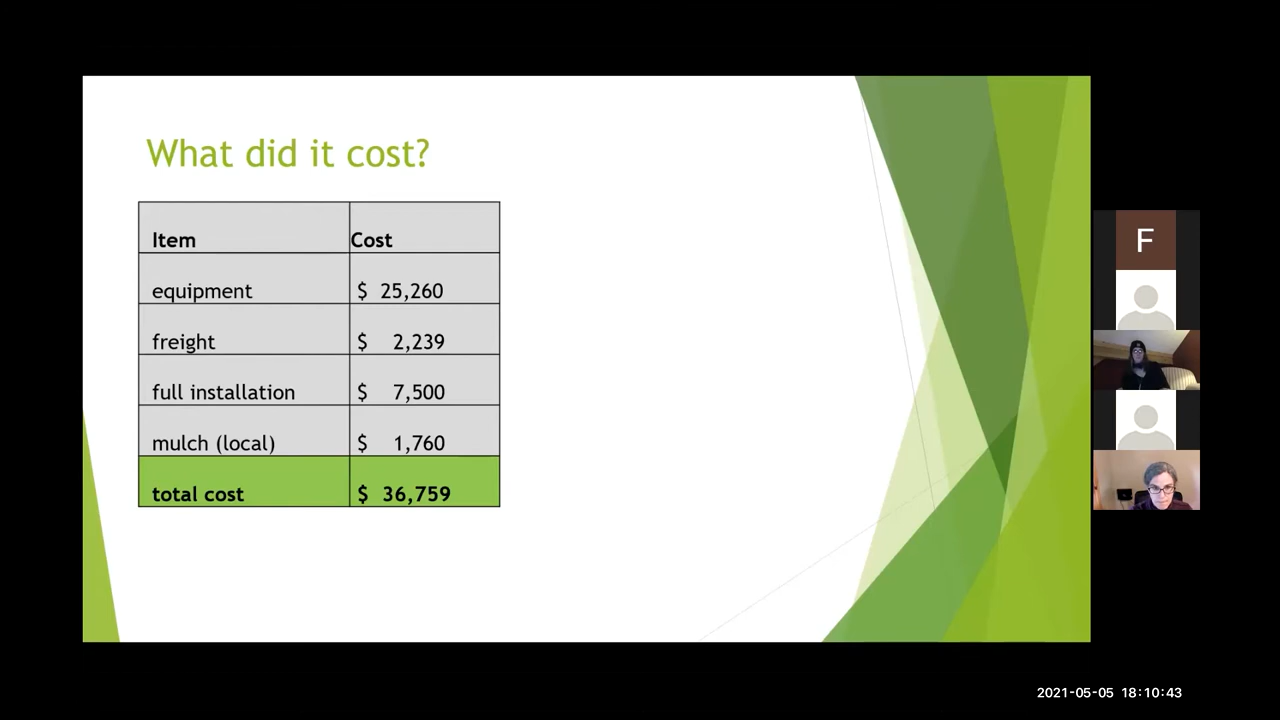 What did it cost?
Item Cost
equipment $ 25,260
freight $ 2,239
full installation $ 7,500
mulch (local) $ 1,760
total cost $ 36,759
F
2021-05-05 18:10:43